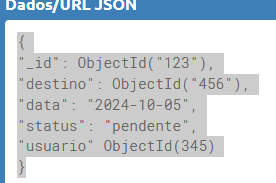 Dados/URL JSON
{
"_id": ObjectId("123"),
"destino": ObjectId("456"),
"data": "2024-10-05",
"status": "pendente",
"usuario" ObjectId(345)
}